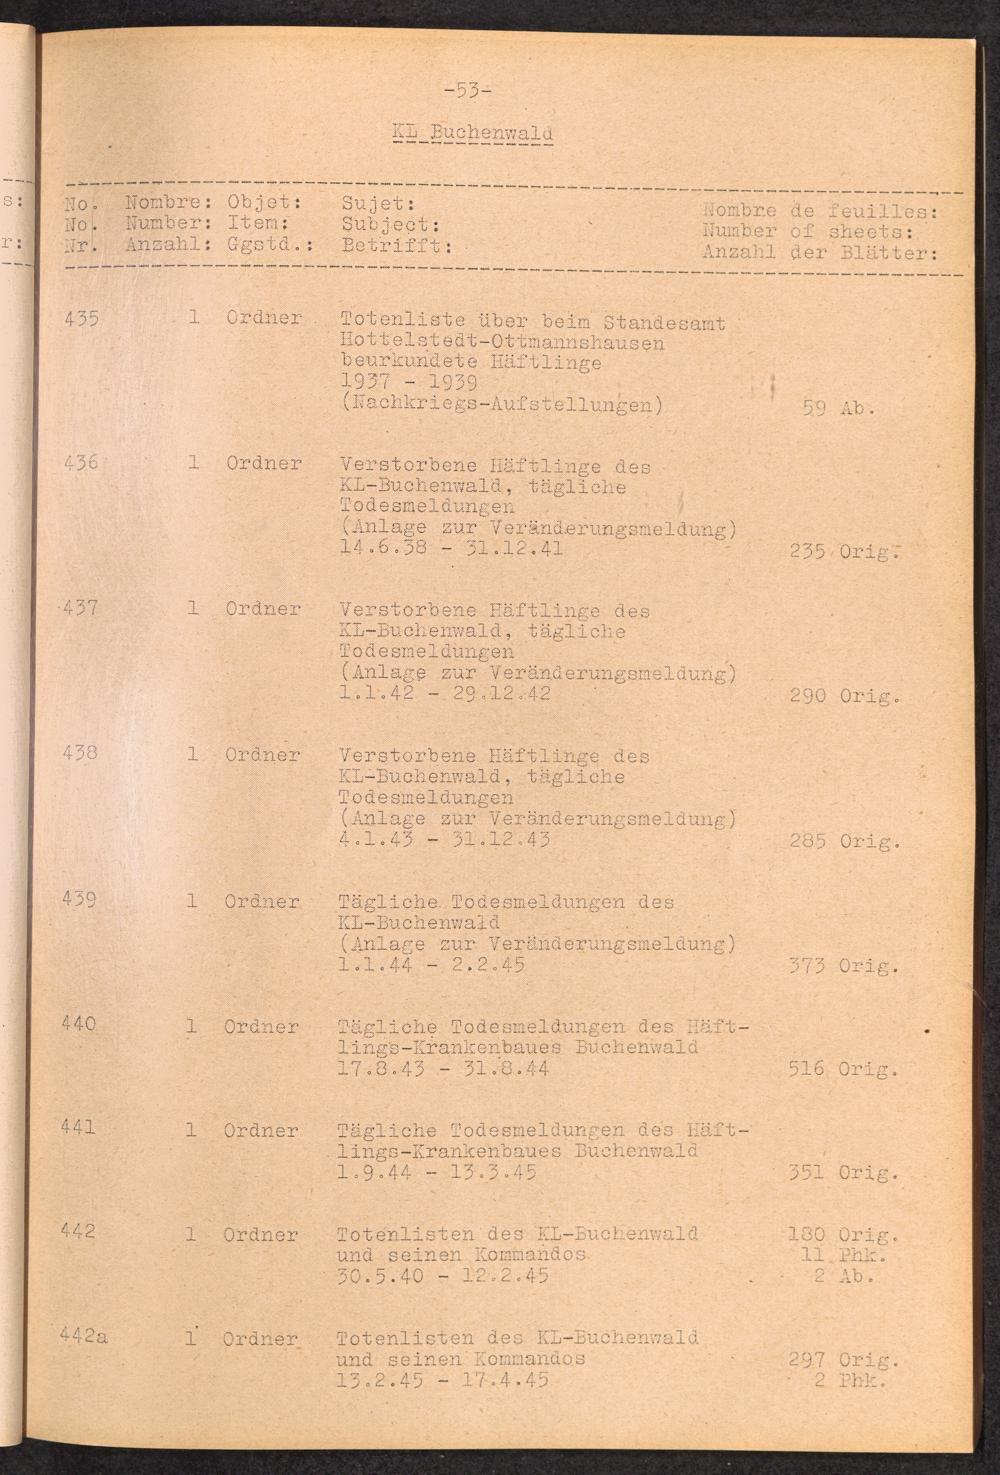 -53-
KL Buchenwald
No. Nombre: Objet: Sujet: Nombre de feuilles:
No. Number: Item: Subject: Number of sheets:
Nr. Anzahl: Ggstd.: Betrifft: Anzahl der Blätter:
435 1 Ordner Totenliste über beim Standesamt
Hottelstedt-Ottmannshausen
beurkundete Häftlinge
1937 - 1939
(Nachkriegs-Aufstellungen) 59 Ab.
436 1 Ordner Verstorbene Häftlinge des
KL-Buchenwald, tägliche
Todesmeldungen
(Anlage zur Veränderungsmeldung)
14.6.38 - 31.12.41 235 Orig.
437 1 Ordner Verstorbene Häftlinge des
KL-Buchenwald, tägliche
Todesmeldungen
(Anlage zur Veränderungsmeldung)
1.1.42 - 29.12.42 290 Orig.
438 1 Ordner Verstorbene Häftlinge des
KL-Buchenwald, tägliche
Todesmeldungen
(Anlage zur Veränderungsmeldung)
4.1.43 - 31.12.43 285 Orig.
439 1 Ordner Tägliche Todesmeldungen des
KL-Buchenwald
(Anlage zur Veränderungsmeldung)
1.1.44 - 2.2.45 373 Orig.
440 1 Ordner Tägliche Todesmeldungen des Häft-
lings-Krankenbaues Buchenwald
17.8.43 - 31.8.44 516 Orig.
441 1 Ordner Tägliche Todesmeldungen des Häft-
lings-Krankenbaues Buchenwald
1.9.44 - 13.3.45 351 Orig.
442 1 Ordner Totenlisten des KL-Buchenwald 180 Orig.
und seinen Kommandos 11 Phk.
30.5.40 - 12.2.45 2 Ab.
442a 1 Ordner Totenlisten des KL-Buchenwald
und seinen Kommandos 297 Orig.
13.2.45 - 17.4.45 2 Phk.